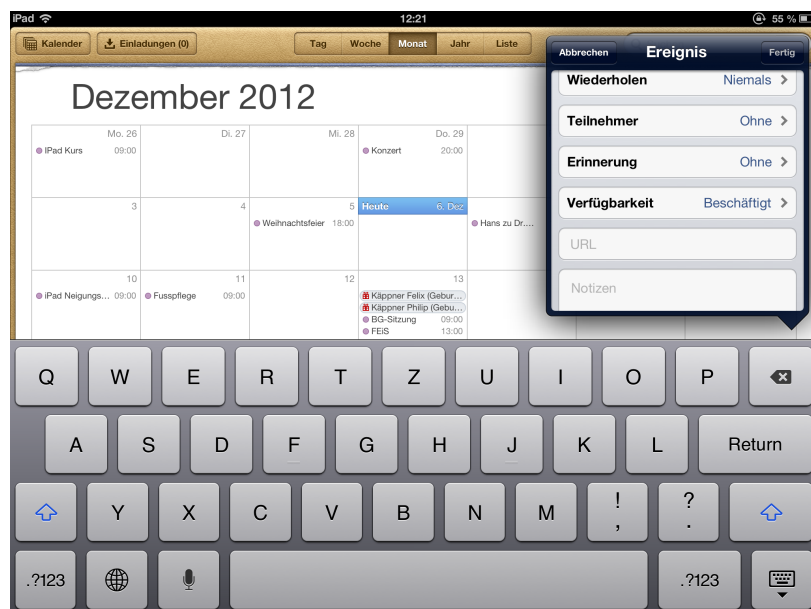 iPad 12:21 55 %
Kalender Einladungen (0) Tag Woche Monat Jahr Liste
Abbrechen Ereignis Fertig
Wiederholen Niemals
Teilnehmer Ohne
Erinnerung Ohne
Verfügbarkeit Beschäftigt
URL
Notizen
Dezember 2012
Mo. 26 Di. 27 Mi. 28 Do. 29
IPad Kurs 09:00 Konzert 20:00
3 4 5 Heute 6. Dez
Weihnachtsfeier 18:00 Hans zu Dr....
10 11 12 13
iPad Neigungs... 09:00 Fusspflege 09:00 Käppner Felix (Gebur...
Käppner Philip (Gebu...
BG-Sitzung 09:00
FEiS 13:00
Q W E R T Z U I O P
A S D F G H J K L Return
Y X C V B N M ! , ? .
.?123 .?123